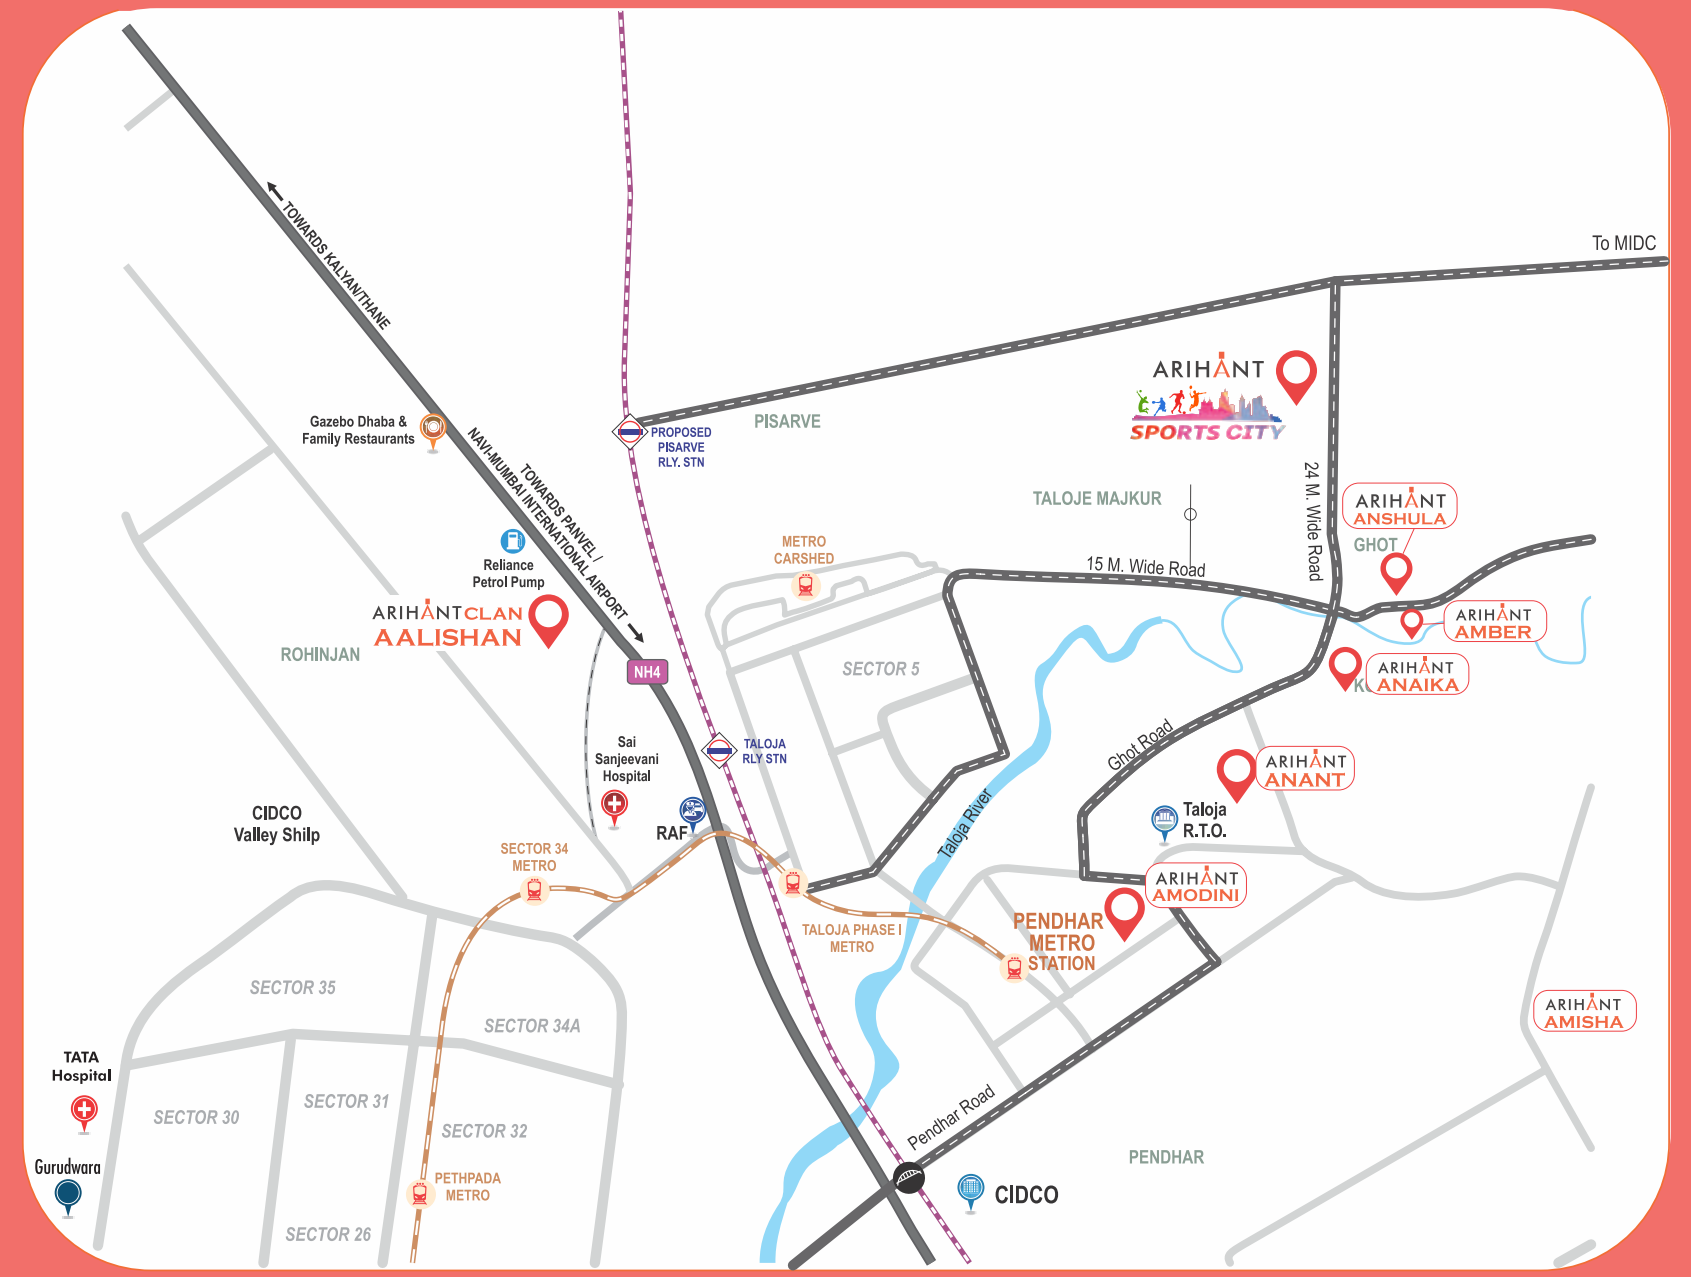 To MIDC
TOWARDS KALYAN/THANE
ARIHANT
SPORTS CITY
Gazebo Dhaba &
Family Restaurants
PROPOSED
PISARVE
RLY. STN
PISARVE
TOWARDS PANVEL /
NAVI-MUMBAI INTERNATIONAL AIRPORT
TALOJE MAJKUR
24 M. Wide Road
ARIHANT
ANSHULA
GHOT
METRO
CARSHED
15 M. Wide Road
Reliance
Petrol Pump
ARIHANT CLAN
AALISHAN
ROHINJAN
ARIHANT
AMBER
SECTOR 5
NH4
ARIHANT
ANAIKA
Sai
Sanjeevani
Hospital
TALOJA
RLY STN
Ghot Road
ARIHANT
ANANT
CIDCO
Valley Shilp
RAF
Taloja River
Taloja
R.T.O.
SECTOR 34
METRO
ARIHANT
AMODINI
TALOJA PHASE I
METRO
PENDHAR
METRO
STATION
SECTOR 35
SECTOR 34A
ARIHANT
AMISHA
TATA
Hospital
SECTOR 30
SECTOR 31
SECTOR 32
Pendhar Road
PENDHAR
Gurudwara
PETHPADA
METRO
CIDCO
SECTOR 26